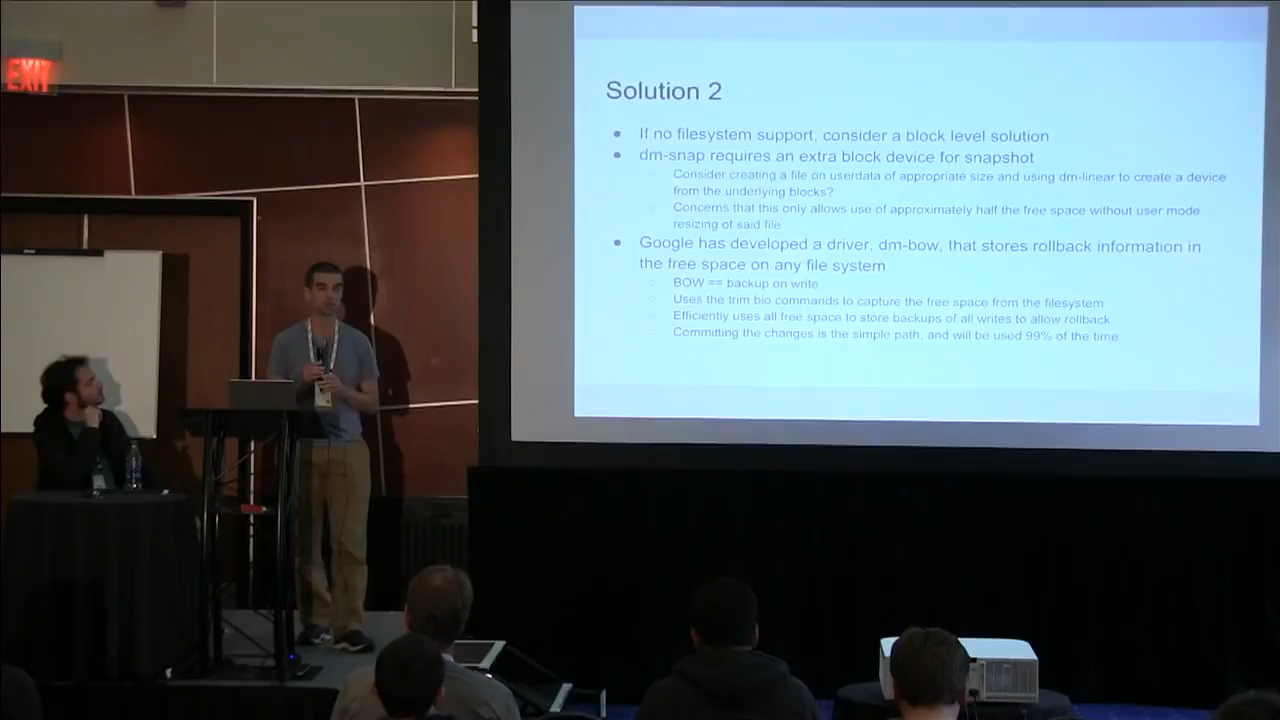 EXIT
Solution 2
If no filesystem support, consider a block level solution
dm-snap requires an extra block device for snapshot
Consider creating a file on userdata of appropriate size and using dm-linear to create a device
from the underlying blocks?
Concerns that this only allows use of approximately half the free space without user mode
resizing of said file
Google has developed a driver, dm-bow, that stores rollback information in
the free space on any file system
BOW == backup on write
Uses the trim bio commands to capture the free space from the filesystem
Efficiently uses all free space to store backups of all writes to allow rollback
Committing the changes is the simple path, and will be used 99% of the time